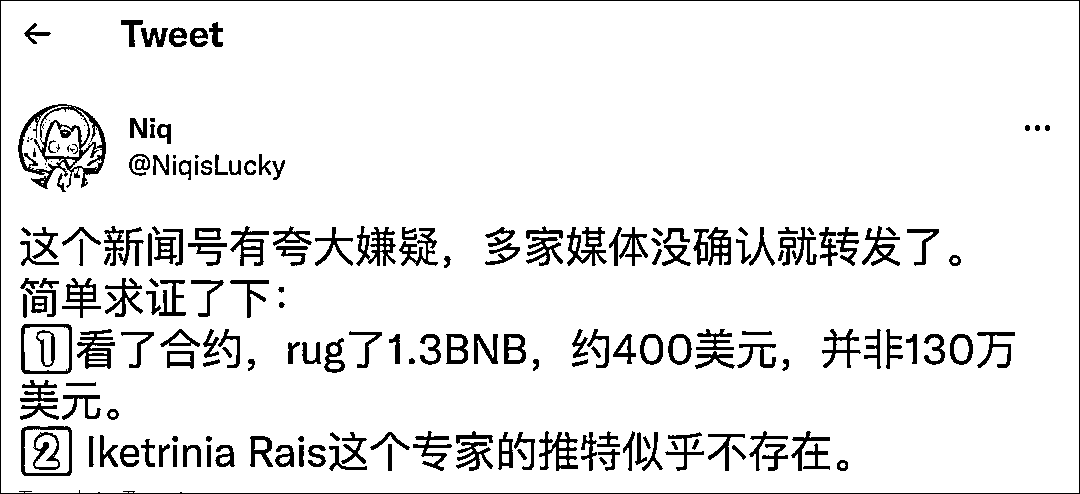 ← Tweet
Niq
@NiqisLucky
这个新闻号有夸大嫌疑，多家媒体没确认就转发了。
简单求证了下：
1️⃣看了合约，rug了1.3BNB，约400美元，并非130万
美元。
2️⃣ Iketrinia Rais这个专家的推特似乎不存在。